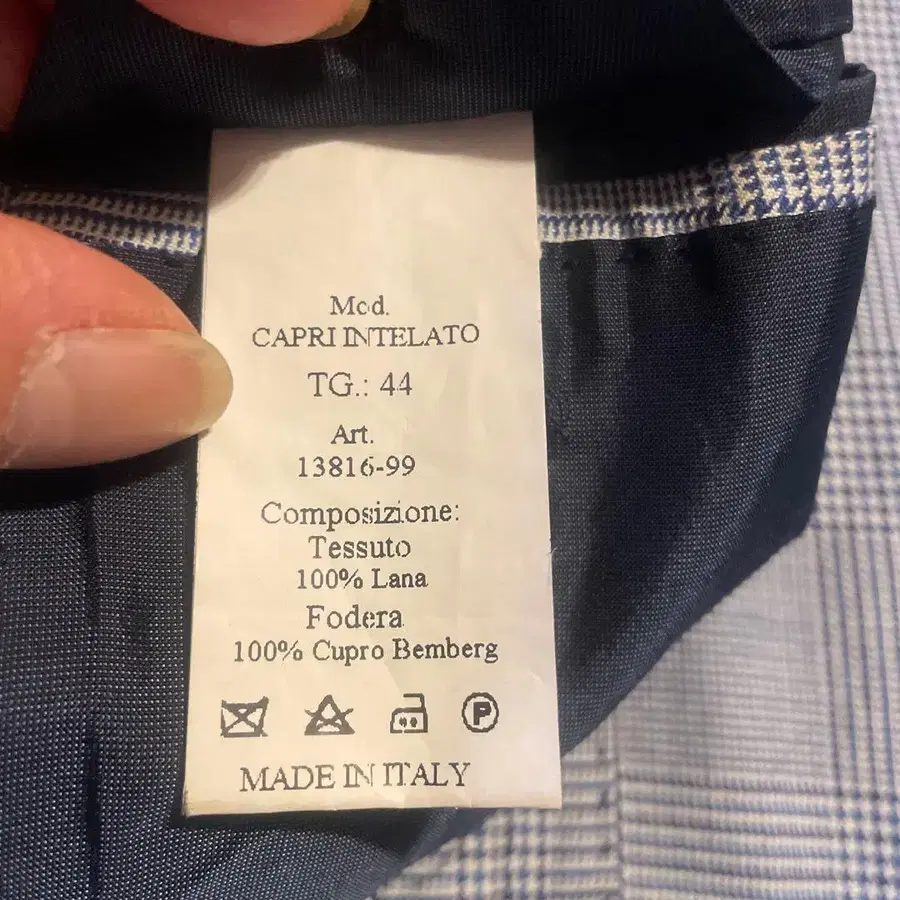 Mod.
CAPRI INTELATO
TG.: 44
Art.
13816-99
Composizione:
Tessuto
100% Lana
Fodera
100% Cupro Bemberg
P
MADE IN ITALY